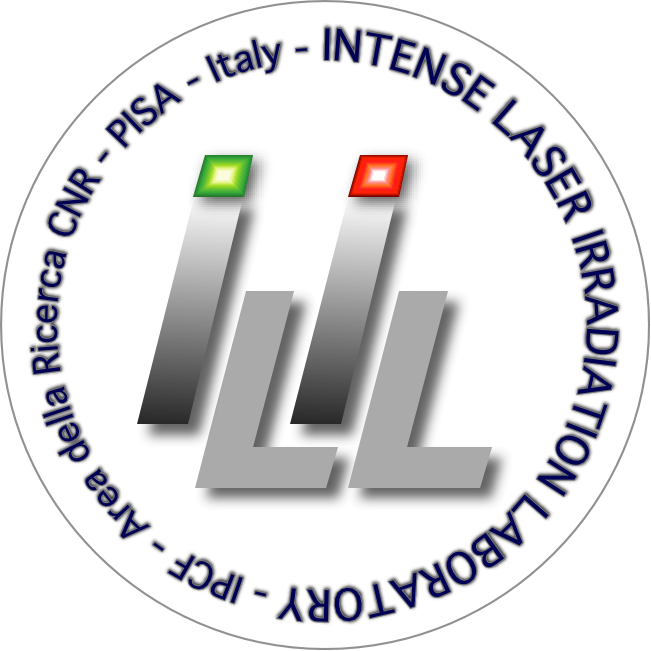 INTENSE LASER IRRADIATION LABORATORY - IPCF - Area della Ricerca CNR - PISA - Italy -
iLiL